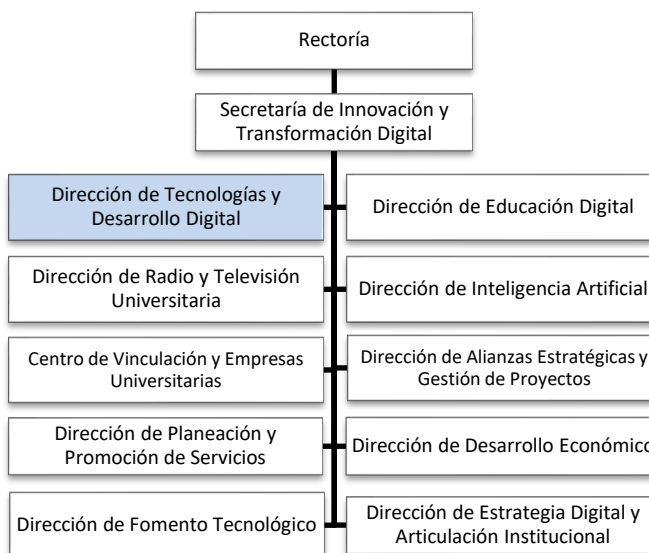 Rectoría
Secretaría de Innovación y
Transformación Digital
Dirección de Tecnologías y
Desarrollo Digital
Dirección de Educación Digital
Dirección de Radio y Televisión
Universitaria
Dirección de Inteligencia Artificial
Centro de Vinculación y Empresas
Universitarias
Dirección de Alianzas Estratégicas y
Gestión de Proyectos
Dirección de Planeación y
Promoción de Servicios
Dirección de Desarrollo Económico
Dirección de Fomento Tecnológico
Dirección de Estrategia Digital y
Articulación Institucional